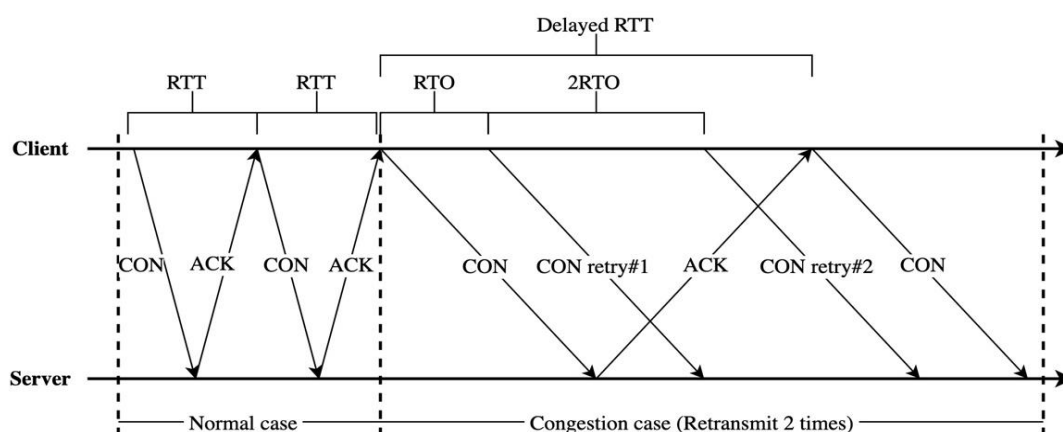 Delayed RTT
RTT RTT RTO 2RTO
Client
CON ACK CON ACK CON CON retry#1 ACK CON retry#2 CON
Server
Normal case Congestion case (Retransmit 2 times)